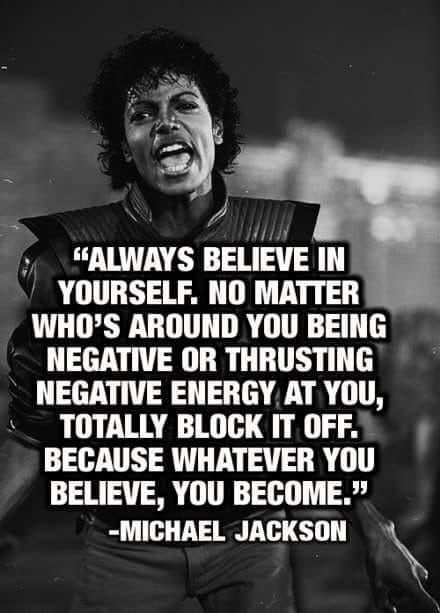 “ALWAYS BELIEVE IN
YOURSELF. NO MATTER
WHO’S AROUND YOU BEING
NEGATIVE OR THRUSTING
NEGATIVE ENERGY AT YOU,
TOTALLY BLOCK IT OFF.
BECAUSE WHATEVER YOU
BELIEVE, YOU BECOME.”
-MICHAEL JACKSON